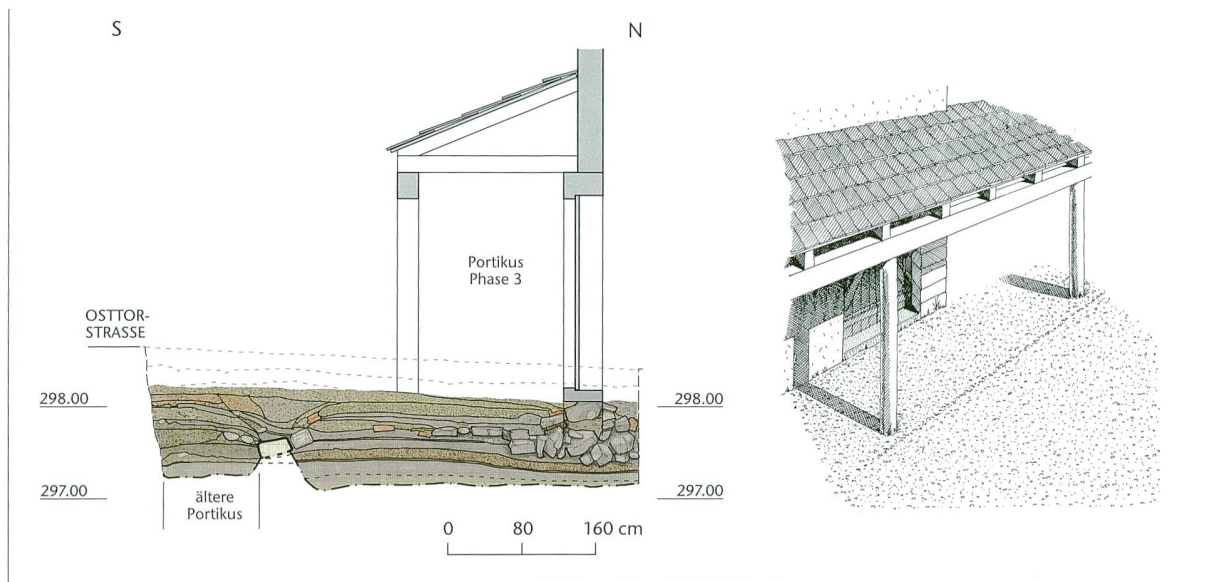 S
N
Portikus
Phase 3
OSTTOR-
STRASSE
298.00
298.00
297.00
297.00
ältere
Portikus
0 80 160 cm